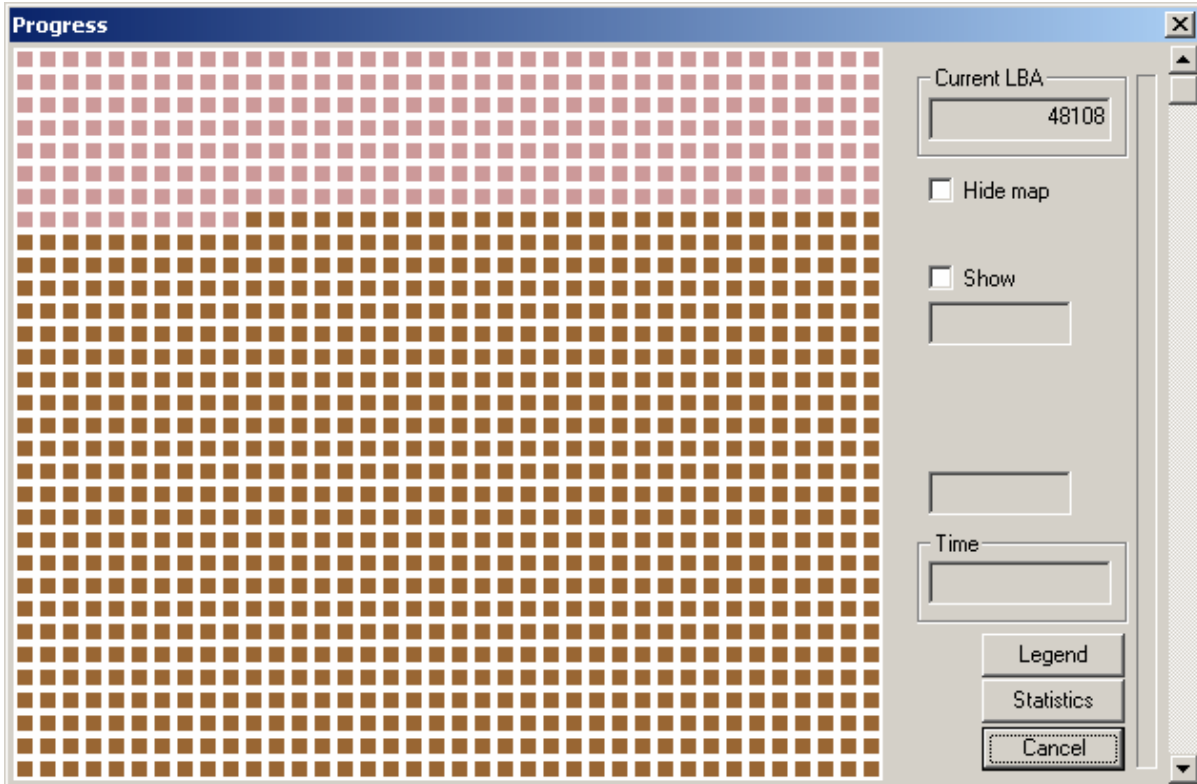 Progress
Current LBA
48108
Hide map
Show
Time
Legend
Statistics
Cancel